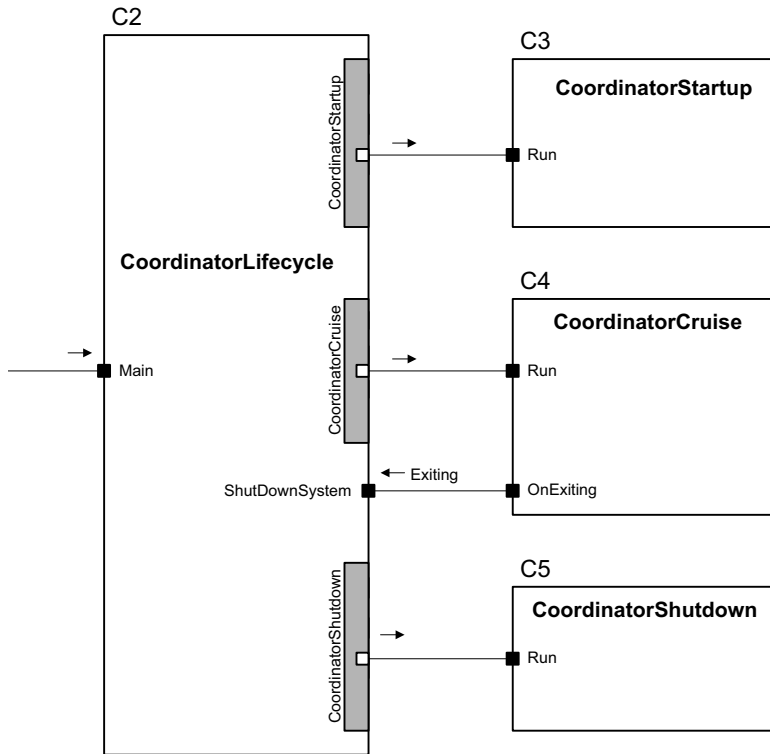 C2
C3
CoordinatorStartup
CoordinatorStartup
Run
CoordinatorLifecycle
C4
CoordinatorCruise
CoordinatorCruise
Main
Run
Exiting
ShutDownSystem
OnExiting
C5
CoordinatorShutdown
CoordinatorShutdown
Run